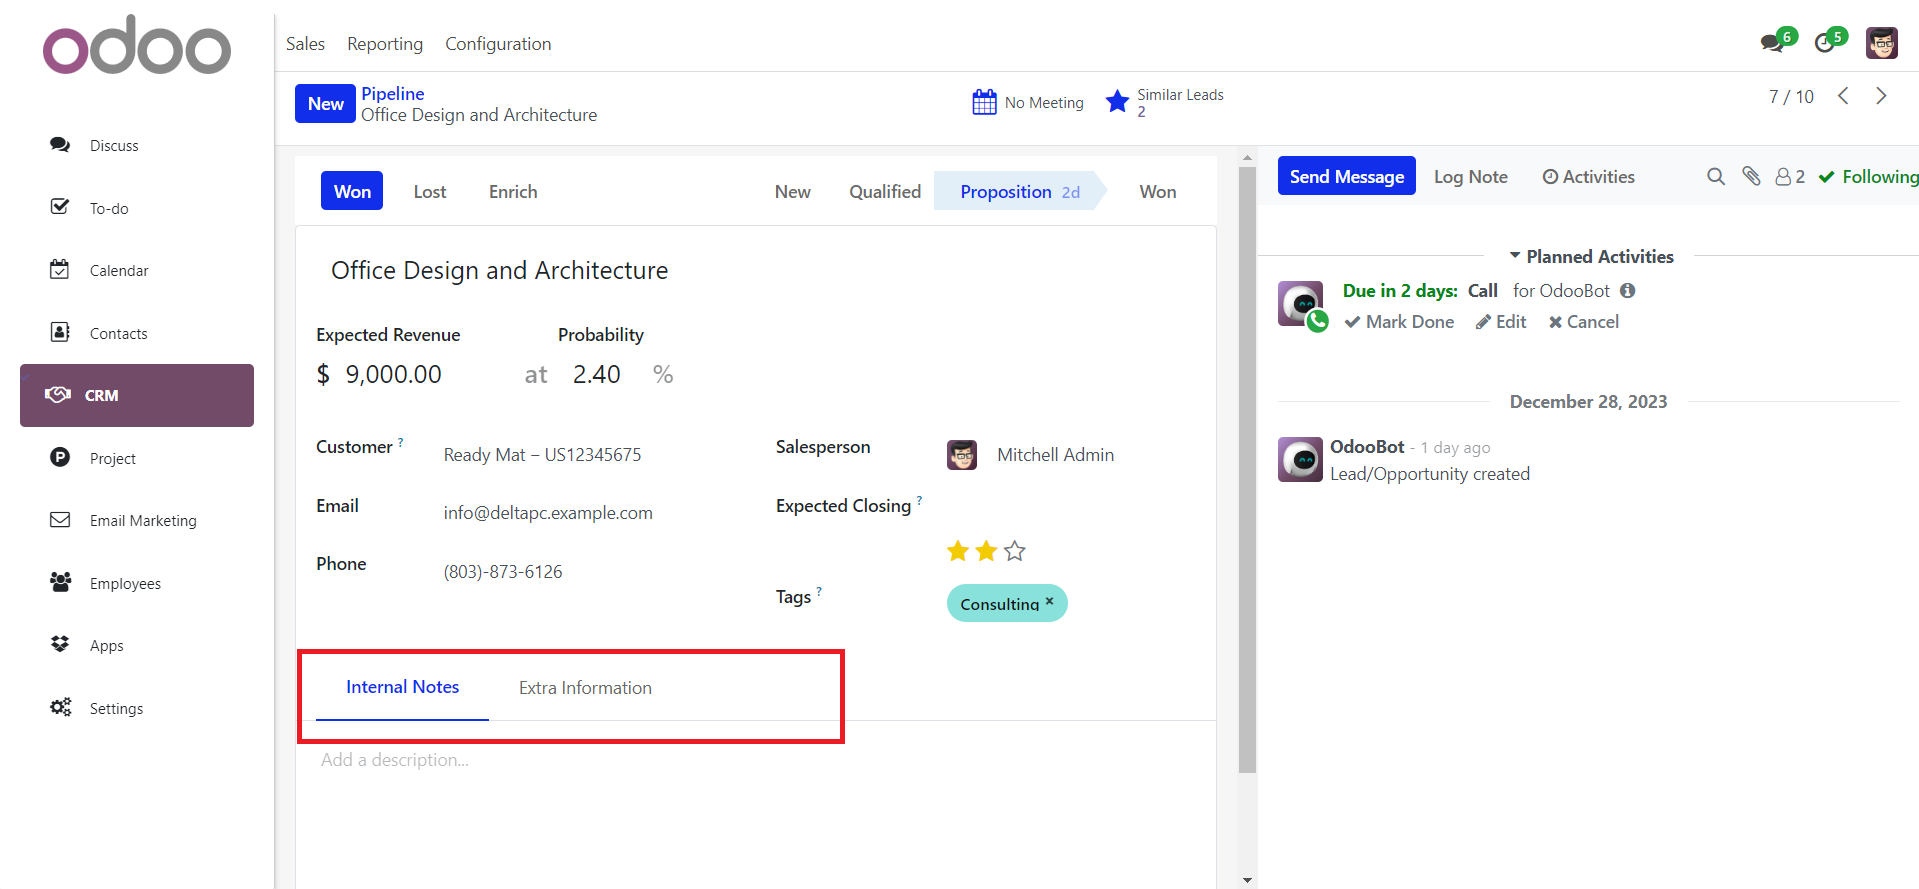 odoo
Discuss
To-do
Calendar
Contacts
CRM
Project
Email Marketing
Employees
Apps
Settings
Sales Reporting Configuration
6 5
New
Pipeline
Office Design and Architecture
No Meeting
Similar Leads
2
7 / 10
Won Lost Enrich New Qualified Proposition 2d Won
Office Design and Architecture
Expected Revenue Probability
$ 9,000.00 at 2.40 %
Customer ? Ready Mat – US12345675
Email info@deltapc.example.com
Phone (803)-873-6126
Salesperson Mitchell Admin
Expected Closing ?
Tags ? Consulting ×
Internal Notes Extra Information
Add a description...
Send Message Log Note Activities 2 Following
Planned Activities
Due in 2 days: Call for OdooBot
Mark Done Edit Cancel
December 28, 2023
OdooBot - 1 day ago
Lead/Opportunity created